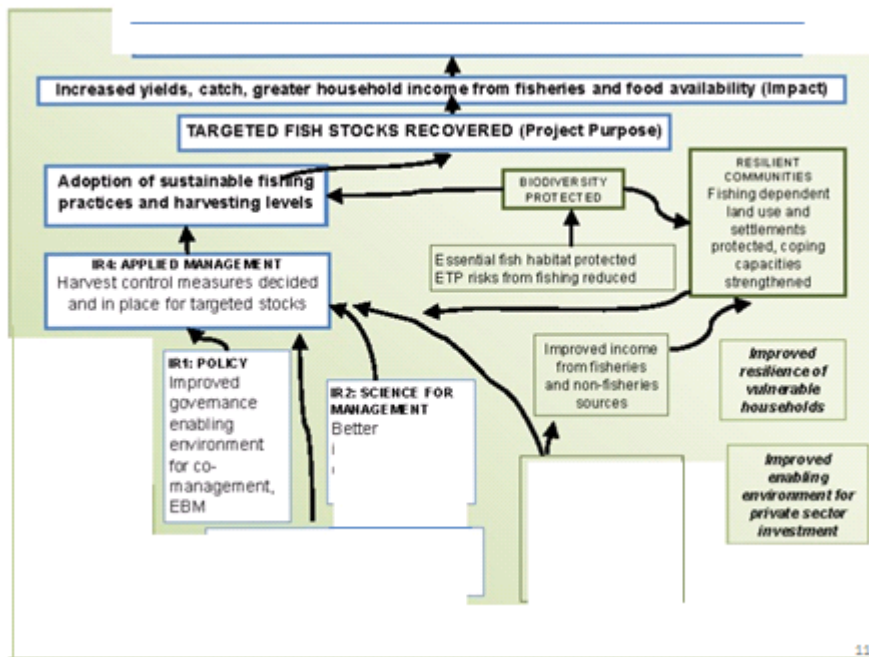 Increased yields, catch, greater household income from fisheries and food availability (Impact)
TARGETED FISH STOCKS RECOVERED (Project Purpose)
Adoption of sustainable fishing
practices and harvesting levels
BIODIVERSITY
PROTECTED
RESILIENT
COMMUNITIES
Fishing dependent
land use and
settlements
protected, coping
capacities
strengthened
Essential fish habitat protected
ETP risks from fishing reduced
IR4: APPLIED MANAGEMENT
Harvest control measures decided
and in place for targeted stocks
IR1: POLICY
Improved
governance
enabling
environment
for co-
management,
EBM
IR2: SCIENCE FOR
MANAGEMENT
Better
Improved income
from fisheries
and non-fisheries
sources
Improved
resilience of
vulnerable
households
Improved
enabling
environment for
private sector
investment
11